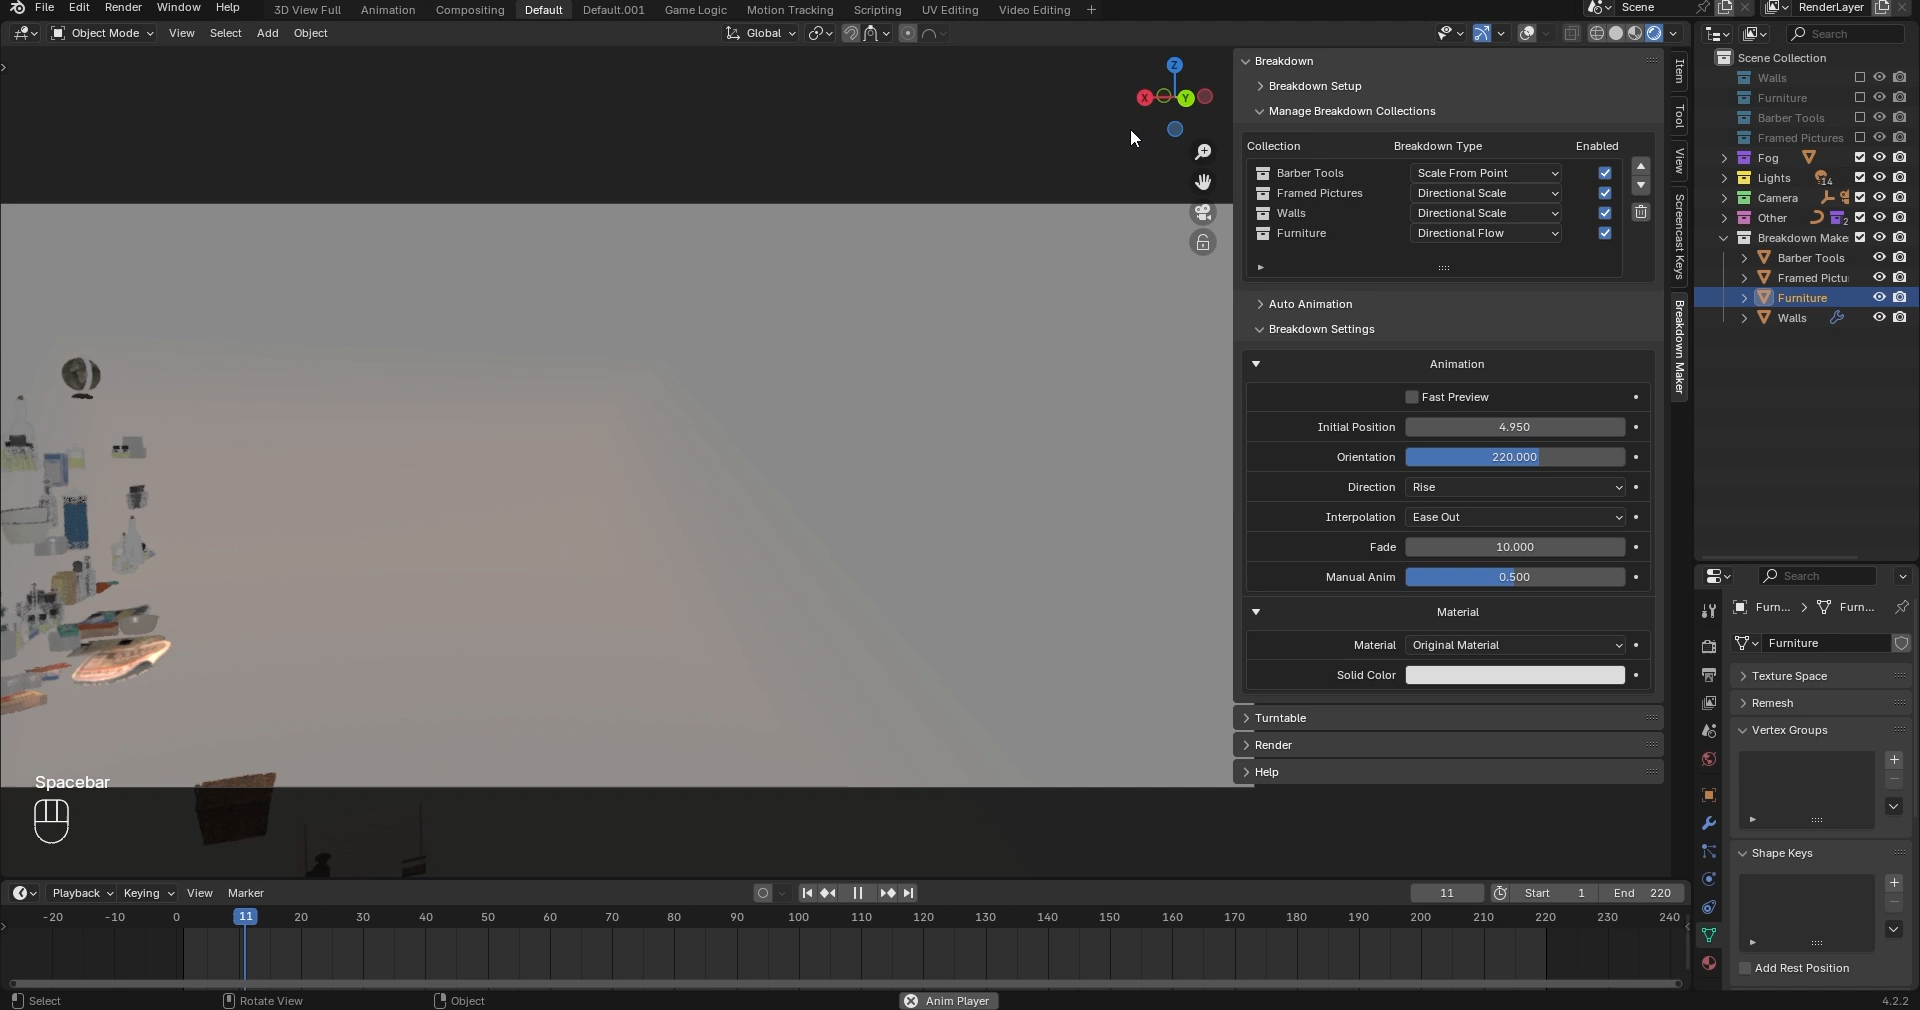 File Edit Render Window Help 3D View Full Animation Compositing Default Default.001 Game Logic Motion Tracking Scripting UV Editing Video Editing + Scene RenderLayer
Object Mode View Select Add Object Global Search
Breakdown
Breakdown Setup
Manage Breakdown Collections
Collection Breakdown Type Enabled
Barber Tools Scale From Point
Framed Pictures Directional Scale
Walls Directional Scale
Furniture Directional Flow
Auto Animation
Breakdown Settings
Animation
Fast Preview
Initial Position 4.950
Orientation 220.000
Direction Rise
Interpolation Ease Out
Fade 10.000
Manual Anim 0.500
Material
Material Original Material
Solid Color
Turntable
Render
Help
X Y Z
Item
Tool
View
Screencast Keys
Breakdown Maker
Scene Collection
Walls
Furniture
Barber Tools
Framed Pictures
Fog
Lights 14
Camera
Other 2
Breakdown Make
Barber Tools
Framed Pictu
Furniture
Walls
Search
Furn... Furn...
Furniture
Texture Space
Remesh
Vertex Groups
Shape Keys
Add Rest Position
Spacebar
Playback Keying View Marker 11 Start 1 End 220
-20 -10 0 11 20 30 40 50 60 70 80 90 100 110 120 130 140 150 160 170 180 190 200 210 220 230 240
Select Rotate View Object Anim Player 4.2.2